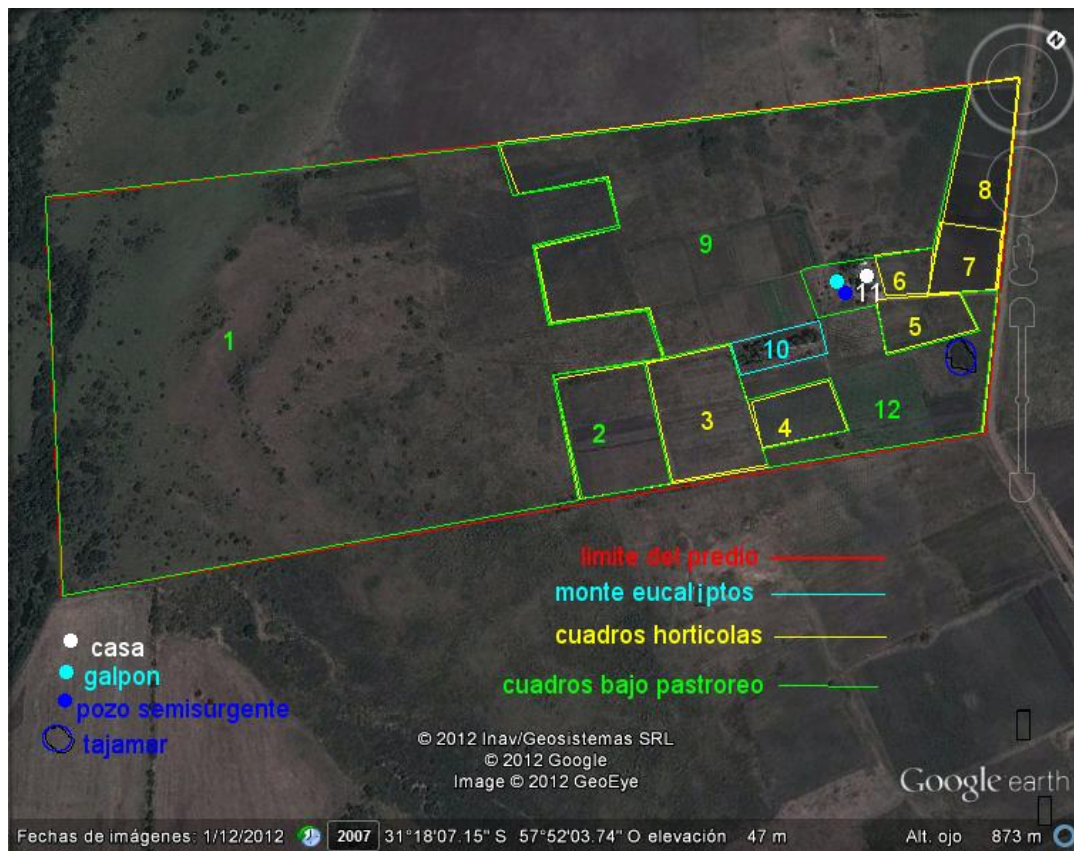 N
8
9
7
6
11
5
1
10
12
3
2
4
limite del predio
monte eucaliptos
cuadros horticolas
cuadros bajo pastroreo
casa
galpon
pozo semisurgente
tajamar
© 2012 Inav/Geosistemas SRL
© 2012 Google
Image © 2012 GeoEye
Google earth
Fechas de imágenes: 1/12/2012 2007 31°18'07.15" S 57°52'03.74" O elevación 47 m Alt. ojo 873 m